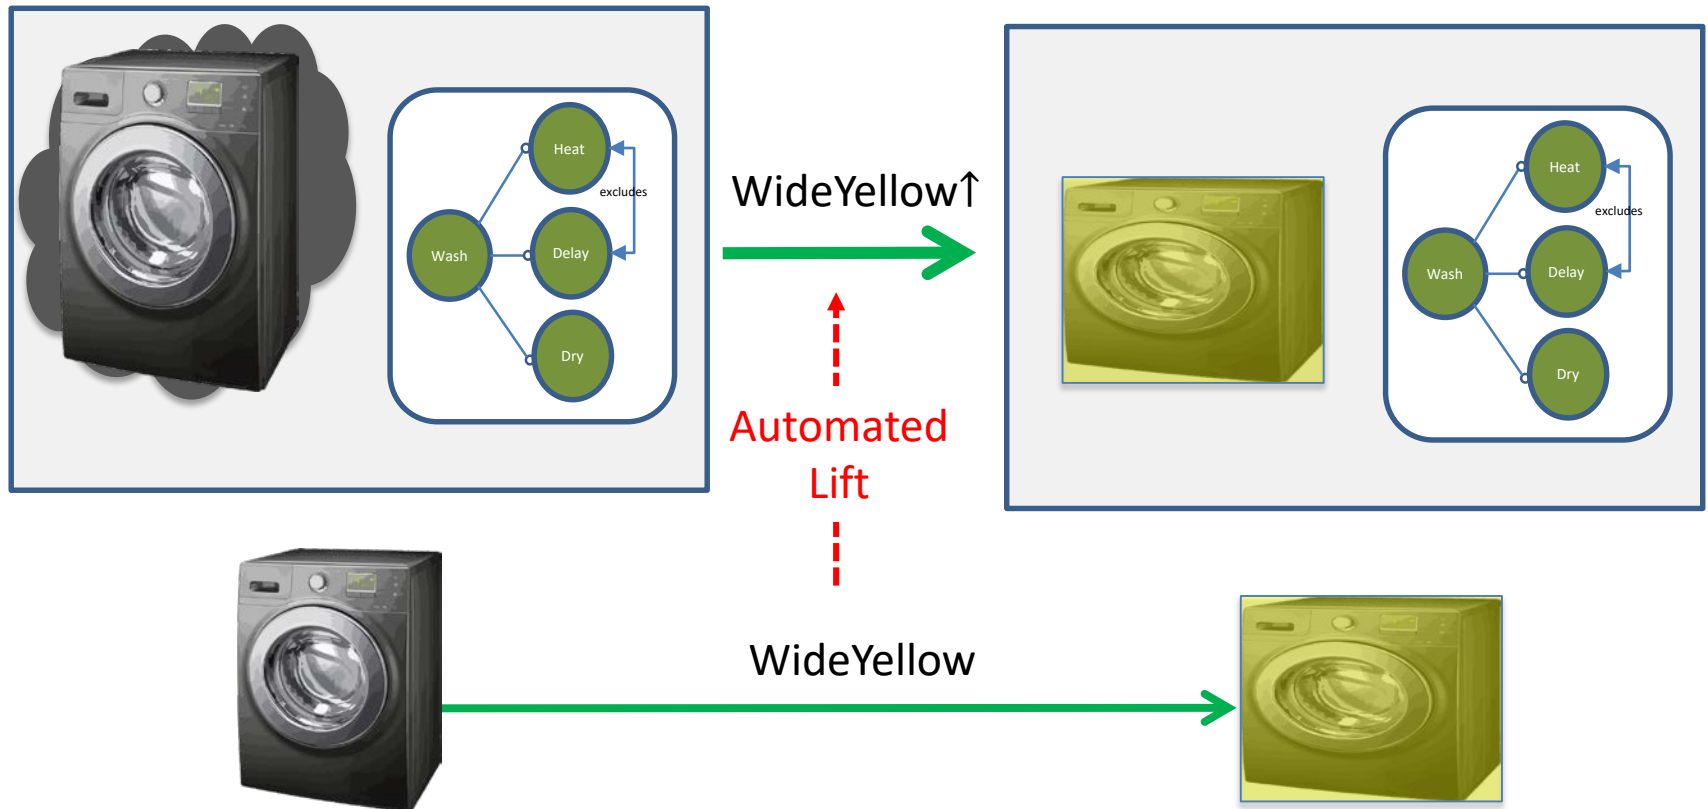 Heat
excludes
Wash
Delay
Dry
WideYellow↑
Heat
excludes
Wash
Delay
Dry
Automated
Lift
WideYellow